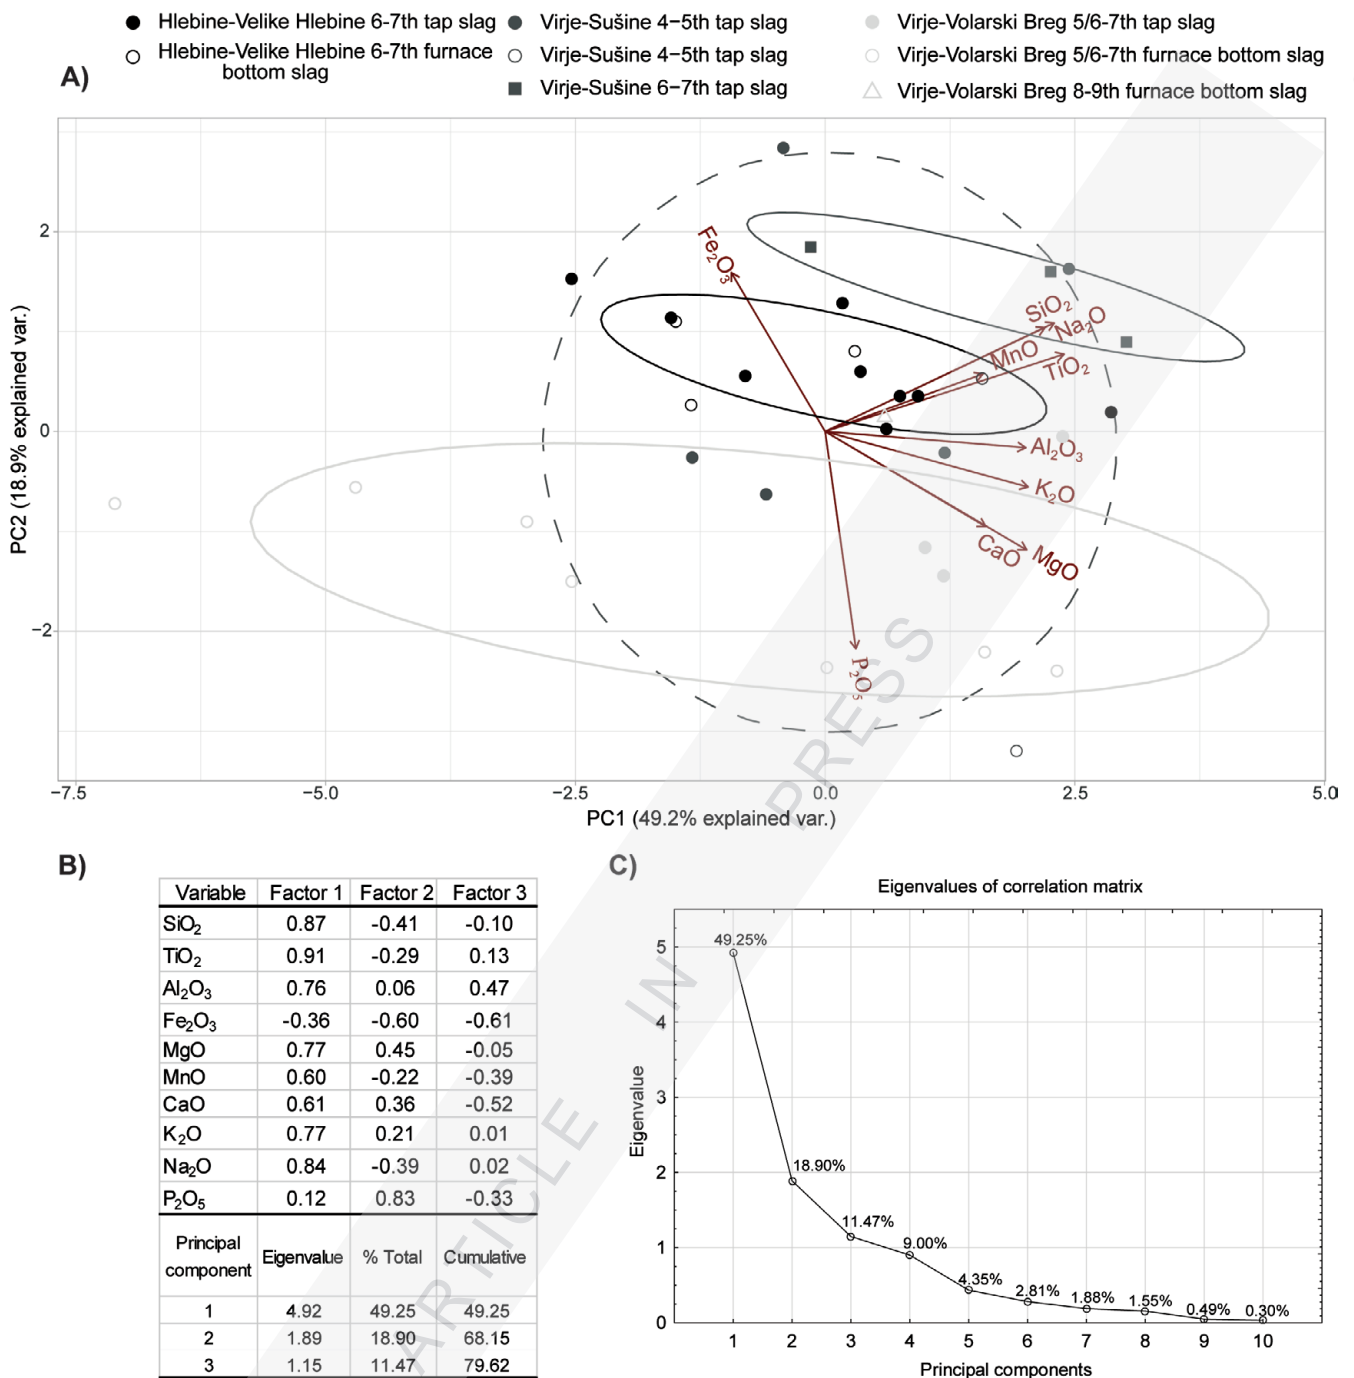 Hlebine-Velike Hlebine 6-7th tap slag
Hlebine-Velike Hlebine 6-7th furnace
bottom slag
Virje-Sušine 4−5th tap slag
Virje-Sušine 4−5th tap slag
Virje-Sušine 6−7th tap slag
Virje-Volarski Breg 5/6-7th tap slag
Virje-Volarski Breg 5/6-7th furnace bottom slag
Virje-Volarski Breg 8-9th furnace bottom slag
A)
PC2 (18.9% explained var.)
2
0
−2
Fe₂O₃
SiO₂
Na₂O
MnO
TiO₂
Al₂O₃
K₂O
CaO
MgO
P₂O₅
−7.5 −5.0 −2.5 0.0 2.5 5.0
PC1 (49.2% explained var.)
B)
Variable Factor 1 Factor 2 Factor 3
SiO₂ 0.87 -0.41 -0.10
TiO₂ 0.91 -0.29 0.13
Al₂O₃ 0.76 0.06 0.47
Fe₂O₃ -0.36 -0.60 -0.61
MgO 0.77 0.45 -0.05
MnO 0.60 -0.22 -0.39
CaO 0.61 0.36 -0.52
K₂O 0.77 0.21 0.01
Na₂O 0.84 -0.39 0.02
P₂O₅ 0.12 0.83 -0.33
Principal
component Eigenvalue % Total Cumulative
1 4.92 49.25 49.25
2 1.89 18.90 68.15
3 1.15 11.47 79.62
C)
Eigenvalues of correlation matrix
Eigenvalue
5
4
3
2
1
0
49.25%
18.90%
11.47%
9.00%
4.35%
2.81%
1.88%
1.55%
0.49%
0.30%
1 2 3 4 5 6 7 8 9 10
Principal components
ARTICLE IN PRESS